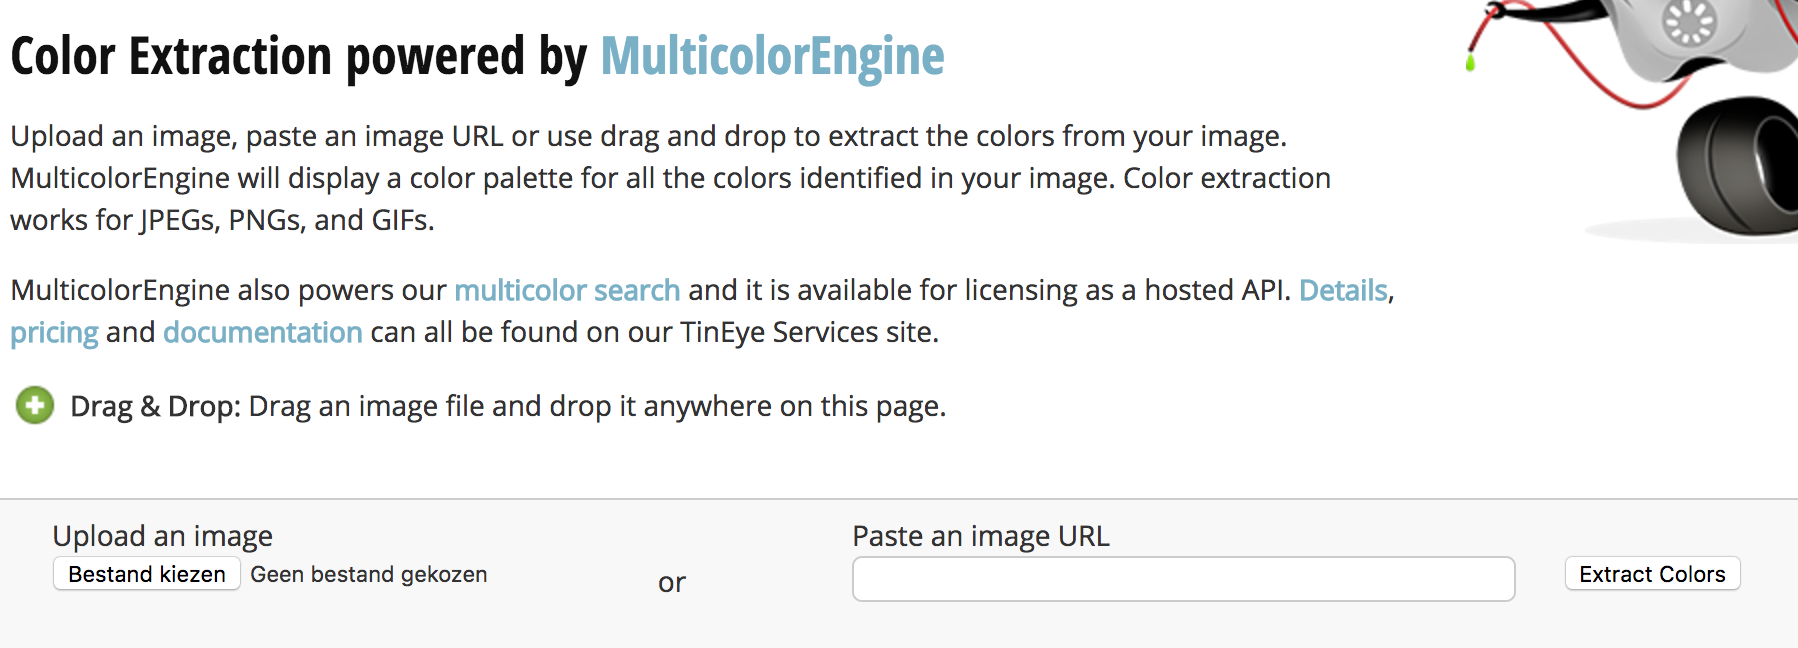 Color Extraction powered by MulticolorEngine
Upload an image, paste an image URL or use drag and drop to extract the colors from your image.
MulticolorEngine will display a color palette for all the colors identified in your image. Color extraction
works for JPEGs, PNGs, and GIFs.
MulticolorEngine also powers our multicolor search and it is available for licensing as a hosted API. Details,
pricing and documentation can all be found on our TinEye Services site.
Drag & Drop: Drag an image file and drop it anywhere on this page.
Upload an image
Bestand kiezen Geen bestand gekozen
or
Paste an image URL
Extract Colors